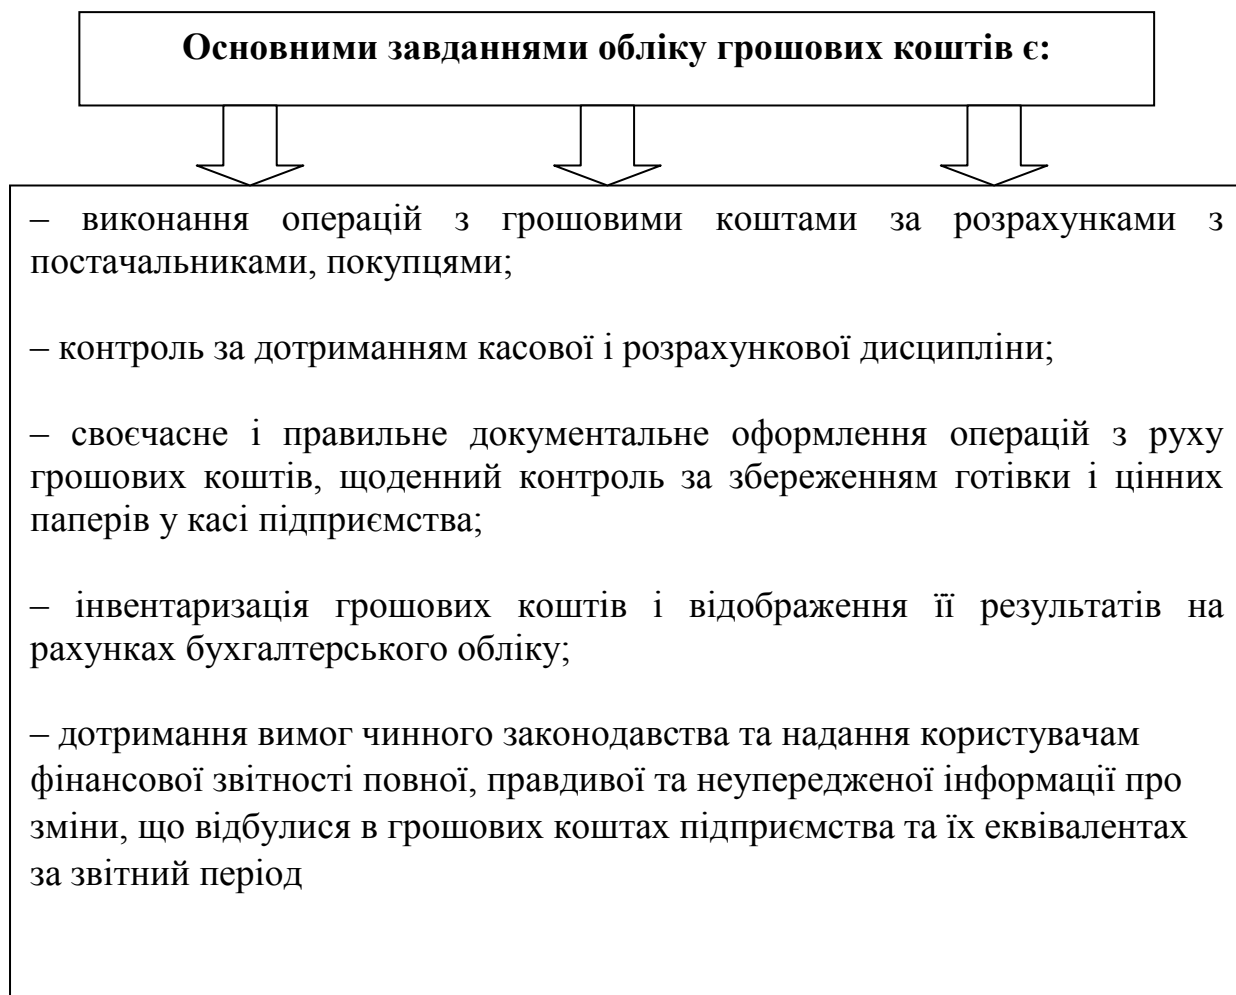 Основними завданнями обліку грошових коштів є:
– виконання операцій з грошовими коштами за розрахунками з
постачальниками, покупцями;
– контроль за дотриманням касової і розрахункової дисципліни;
– своєчасне і правильне документальне оформлення операцій з руху
грошових коштів, щоденний контроль за збереженням готівки і цінних
паперів у касі підприємства;
– інвентаризація грошових коштів і відображення її результатів на
рахунках бухгалтерського обліку;
– дотримання вимог чинного законодавства та надання користувачам
фінансової звітності повної, правдивої та неупередженої інформації про
зміни, що відбулися в грошових коштах підприємства та їх еквівалентах
за звітний період